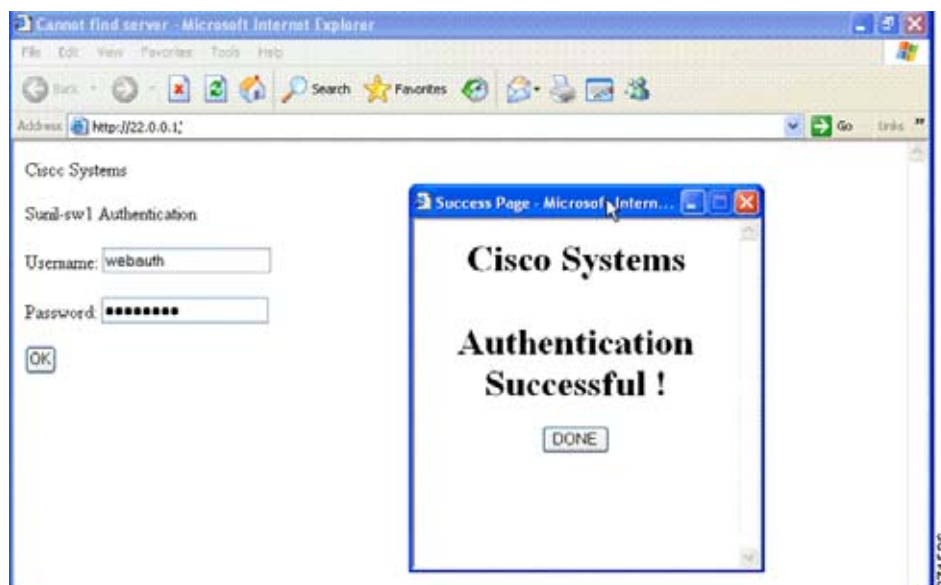 Cannot find server - Microsoft Internet Explorer
File Edit View Favorites Tools Help
Back Search Favorites
Address http://22.0.0.1; Go Links »
Cisco Systems
Sunil-sw1 Authentication
Username: webauth
Password: ••••••••
OK
Success Page - Microsoft Intern...
Cisco Systems
Authentication
Successful !
DONE